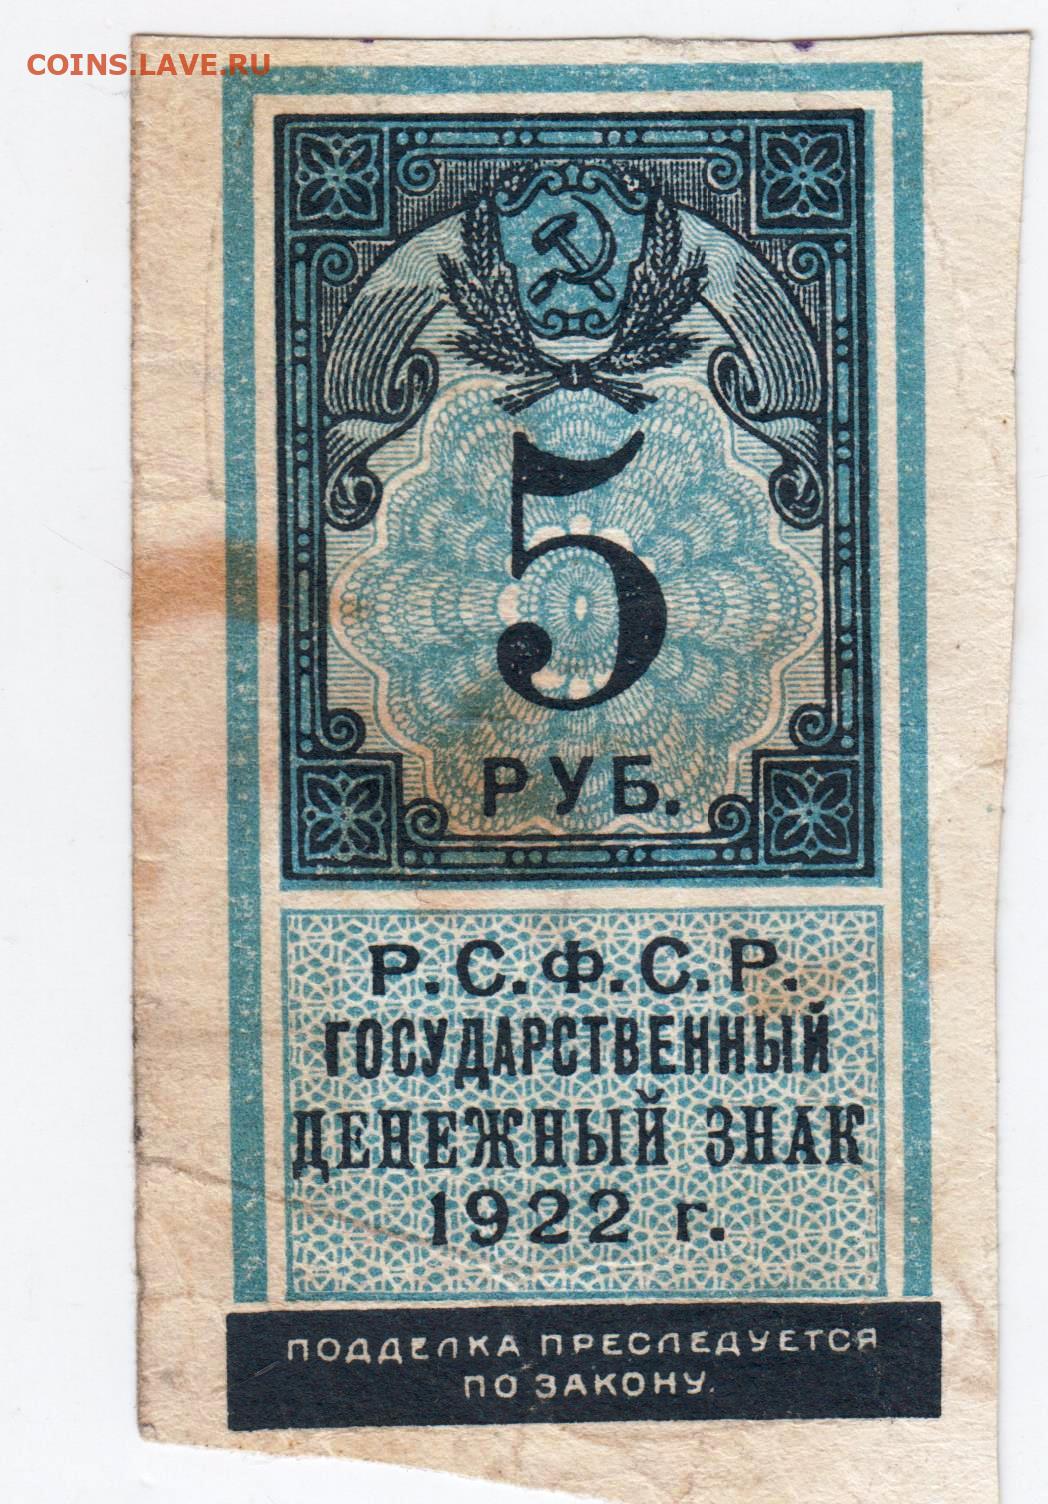 COINS.LAVE.RU
5
РУБ.
Р.С.Ф.С.Р.
ГОСУДАРСТВЕННЫЙ
ДЕНЕЖНЫЙ ЗНАК
1922 г.
ПОДДЕЛКА ПРЕСЛЕДУЕТСЯ
ПО ЗАКОНУ.